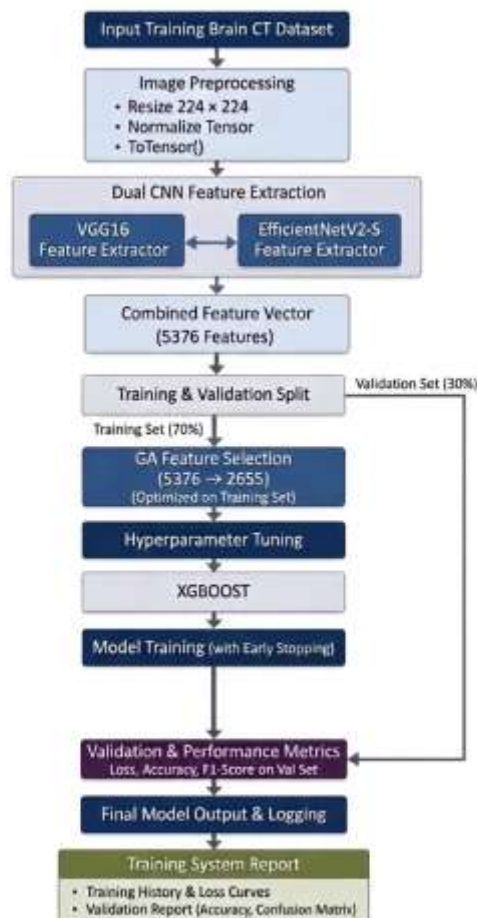 Input Training Brain CT Dataset
Image Preprocessing
• Resize 224 × 224
• Normalize Tensor
• ToTensor()
Dual CNN Feature Extraction
VGG16
Feature Extractor
EfficientNetV2-S
Feature Extractor
Combined Feature Vector
(5376 Features)
Training & Validation Split
Validation Set (30%)
Training Set (70%)
GA Feature Selection
(5376 → 2655)
(Optimized on Training Set)
Hyperparameter Tuning
XGBOOST
Model Training (with Early Stopping)
Validation & Performance Metrics
Loss, Accuracy, F1-Score on Val Set
Final Model Output & Logging
Training System Report
• Training History & Loss Curves
• Validation Report (Accuracy, Confusion Matrix)